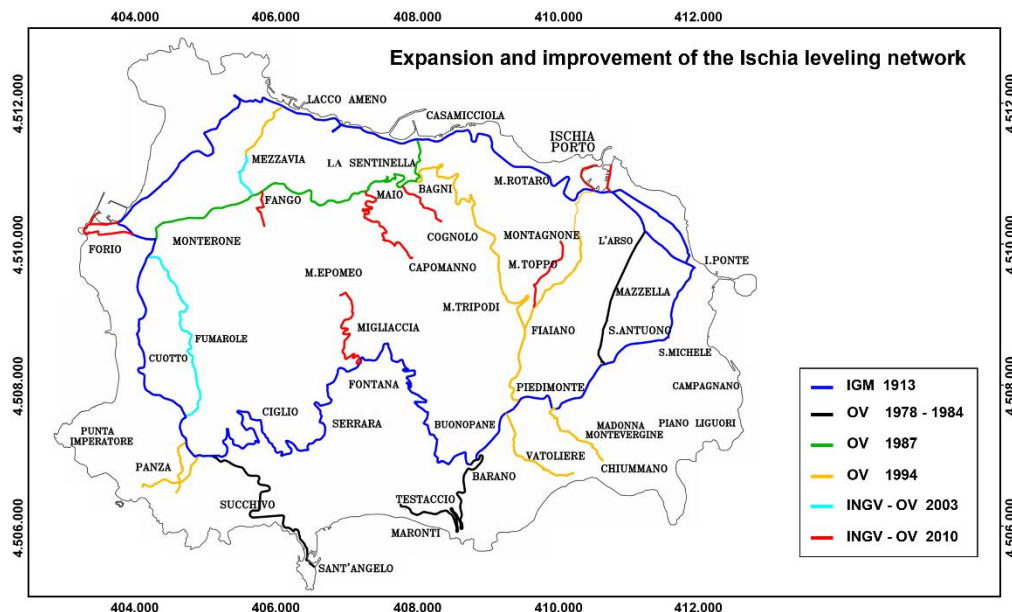 404.000 406.000 408.000 410.000 412.000
Expansion and improvement of the Ischia leveling network
4.512.000
4.512.000
LACCO AMENO
CASAMICCIOLA
ISCHIA
PORTO
MEZZAVIA
LA SENTINELLA
M.ROTARO
BAGNI
MAIO
FANGO
COGNOLO
MONTAGNONE
L'ARSO
4.510.000
4.510.000
FORIO
MONTERONE
CAPOMANNO
M.TOPPO
I.PONTE
M.EPOMEO
MAZZELLA
M.TRIPODI
MIGLIACCIA
FIAIANO
S.ANTUONO
FUMAROLE
S.MICHELE
CUOTTO
FONTANA
PIEDIMONTE
CAMPAGNANO
4.508.000
4.508.000
CIGLIO
SERRARA
BUONOPANE
MADONNA
MONTEVERGINE
PIANO LIGUORI
PUNTA
IMPERATORE
PANZA
VATOLIERE
CHIUMMANO
BARANO
SUCCHIVO
TESTACCIO
MARONTI
4.506.000
4.506.000
SANT'ANGELO
IGM 1913
OV 1978 - 1984
OV 1987
OV 1994
INGV - OV 2003
INGV - OV 2010
404.000 406.000 408.000 410.000 412.000